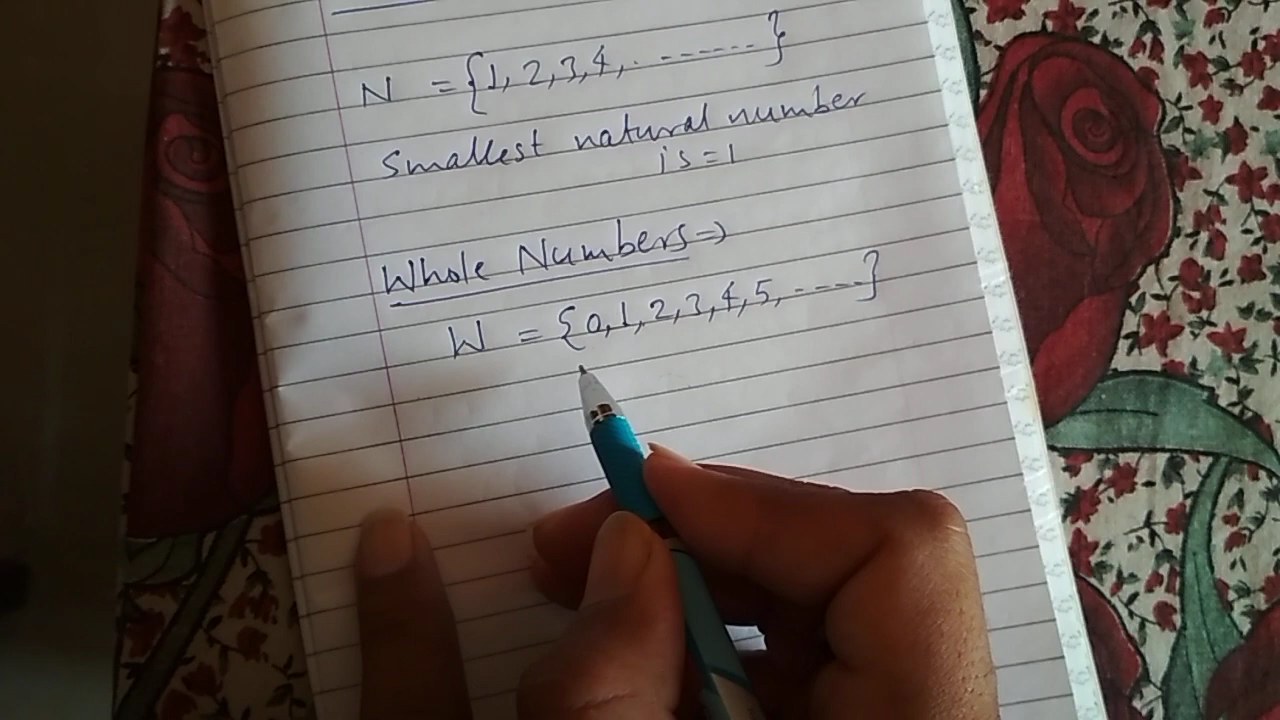 N = {1, 2, 3, 4, . ------ }
Smallest natural number
is = 1
Whole Numbers ⇒
W = {0, 1, 2, 3, 4, 5, ----- }